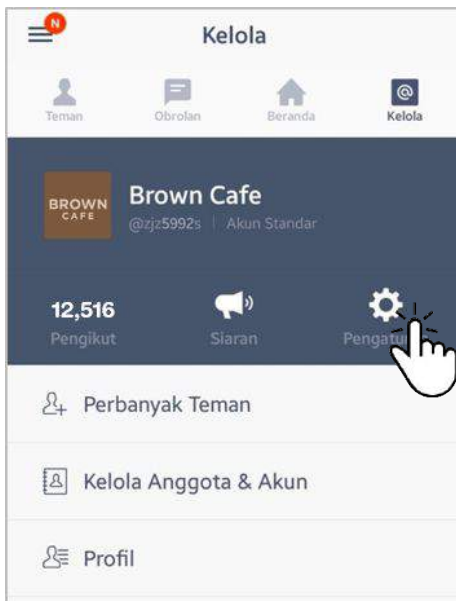 N
Kelola
Teman Obrolan Beranda Kelola
BROWN
CAFE
Brown Cafe
@zjz5992s | Akun Standar
12,516
Pengikut Siaran
Perbanyak Teman
Kelola Anggota & Akun
Profil